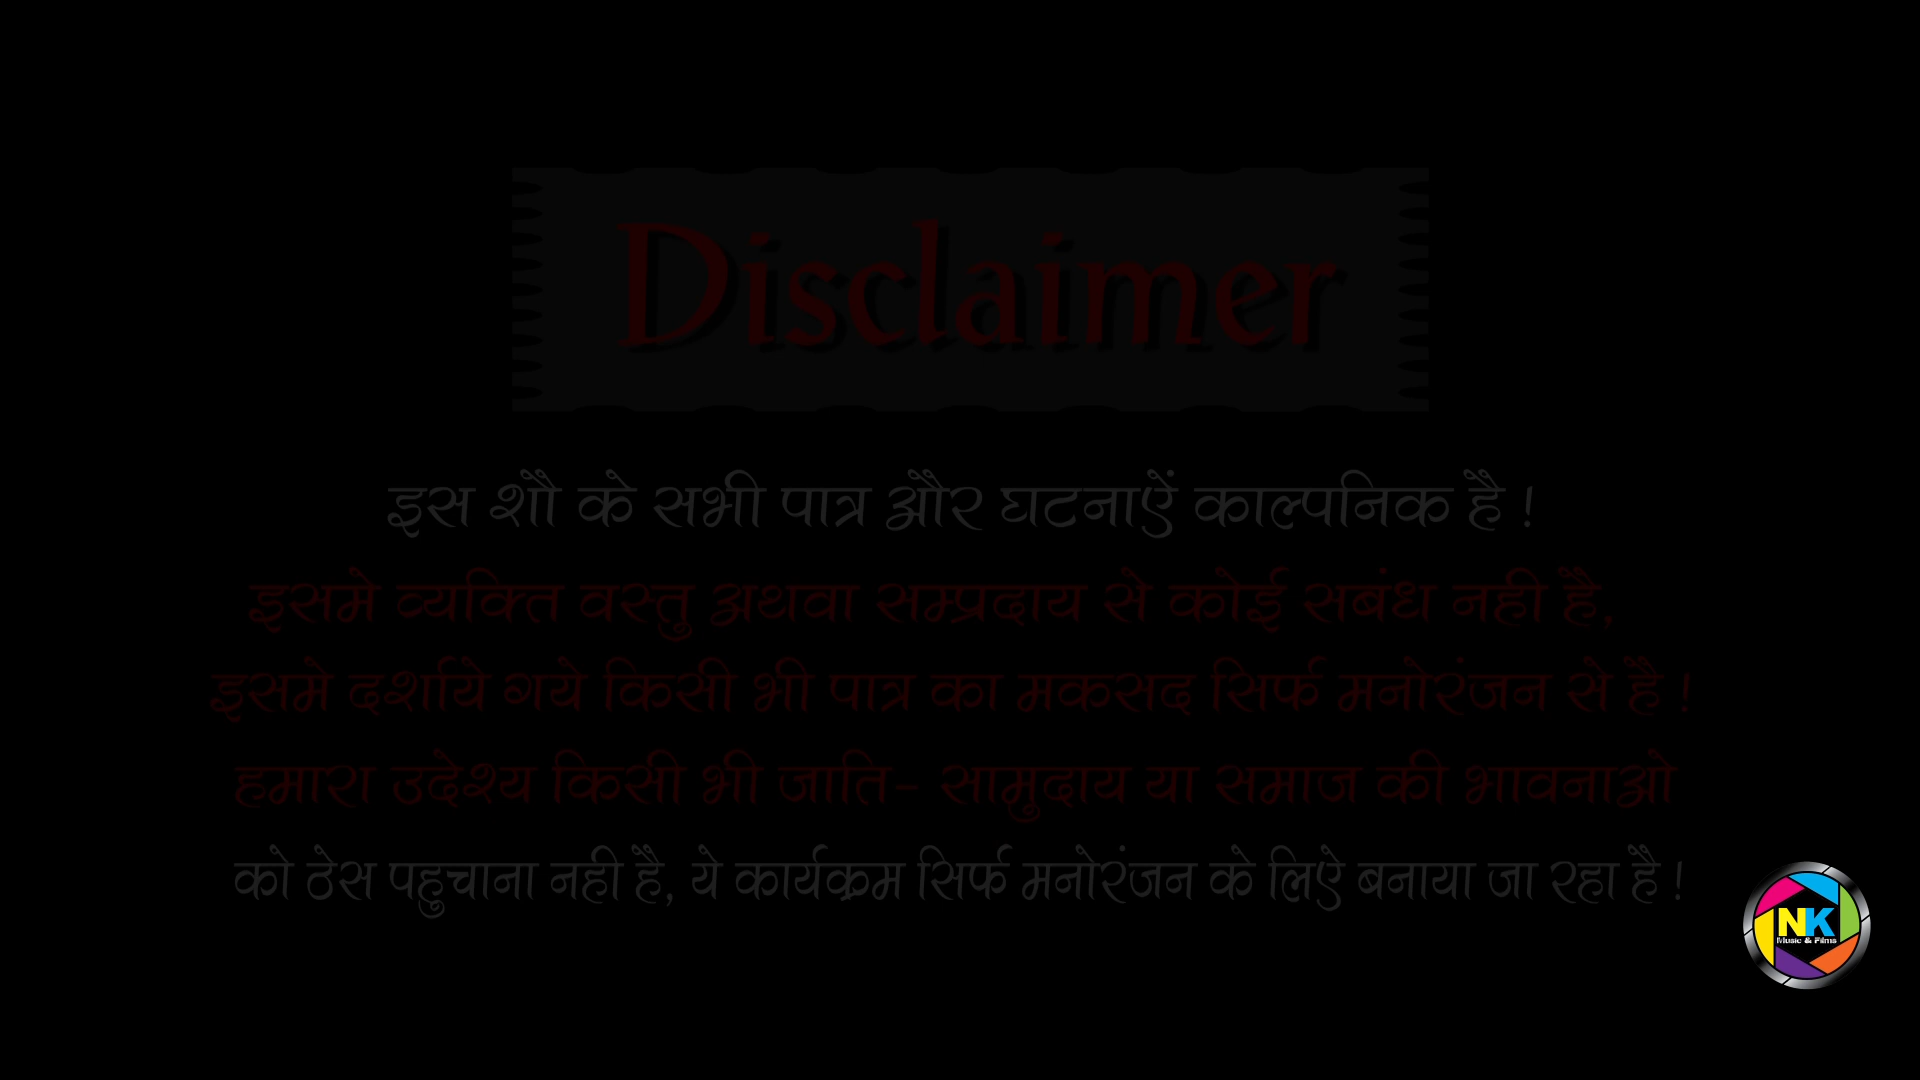 Disclaimer
इस शौ के सभी पात्र और घटनाऐं काल्पनिक है !
इसमे व्यक्ति वस्तु अथवा सम्प्रदाय से कोई सबंध नही है,
इसमे दर्शाये गये किसी भी पात्र का मकसद सिर्फ मनोरंजन से है !
हमारा उदेश्य किसी भी जाति- सामुदाय या समाज की भावनाओ
को ठेस पहुचाना नही है, ये कार्यक्रम सिर्फ मनोरंजन के लिऐ बनाया जा रहा है !
NK
Music & Films